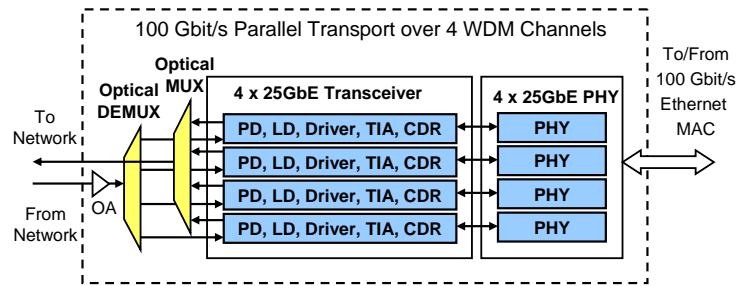 100 Gbit/s Parallel Transport over 4 WDM Channels
To/From
100 Gbit/s
Ethernet
MAC
Optical
MUX
Optical
DEMUX
4 x 25GbE Transceiver
4 x 25GbE PHY
To
Network
OA
From
Network
PD, LD, Driver, TIA, CDR
PHY
PD, LD, Driver, TIA, CDR
PHY
PD, LD, Driver, TIA, CDR
PHY
PD, LD, Driver, TIA, CDR
PHY